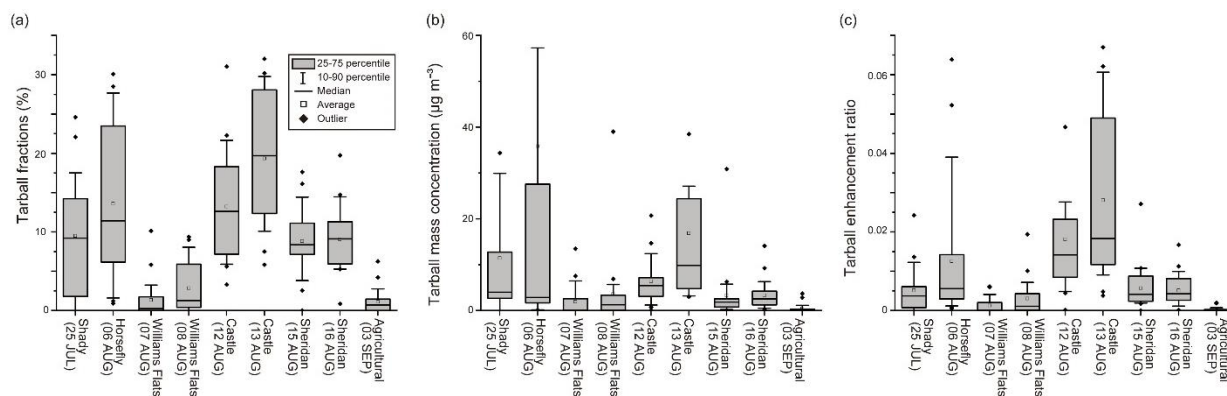 (a)
Tarball fractions (%)
30
20
10
0
25-75 percentile
10-90 percentile
Median
Average
Outlier
Shady
(25 JUL)
Horsefly
(06 AUG)
Williams Flats
(07 AUG)
Williams Flats
(08 AUG)
Castle
(12 AUG)
Castle
(13 AUG)
Sheridan
(15 AUG)
Sheridan
(16 AUG)
Agricultural
(03 SEP)
(b)
Tarball mass concentration (μg m⁻³)
60
40
20
0
Shady
(25 JUL)
Horsefly
(06 AUG)
Williams Flats
(07 AUG)
Williams Flats
(08 AUG)
Castle
(12 AUG)
Castle
(13 AUG)
Sheridan
(15 AUG)
Sheridan
(16 AUG)
Agricultural
(03 SEP)
(c)
Tarball enhancement ratio
0.06
0.04
0.02
0.00
Shady
(25 JUL)
Horsefly
(06 AUG)
Williams Flats
(07 AUG)
Williams Flats
(08 AUG)
Castle
(12 AUG)
Castle
(13 AUG)
Sheridan
(15 AUG)
Sheridan
(16 AUG)
Agricultural
(03 SEP)